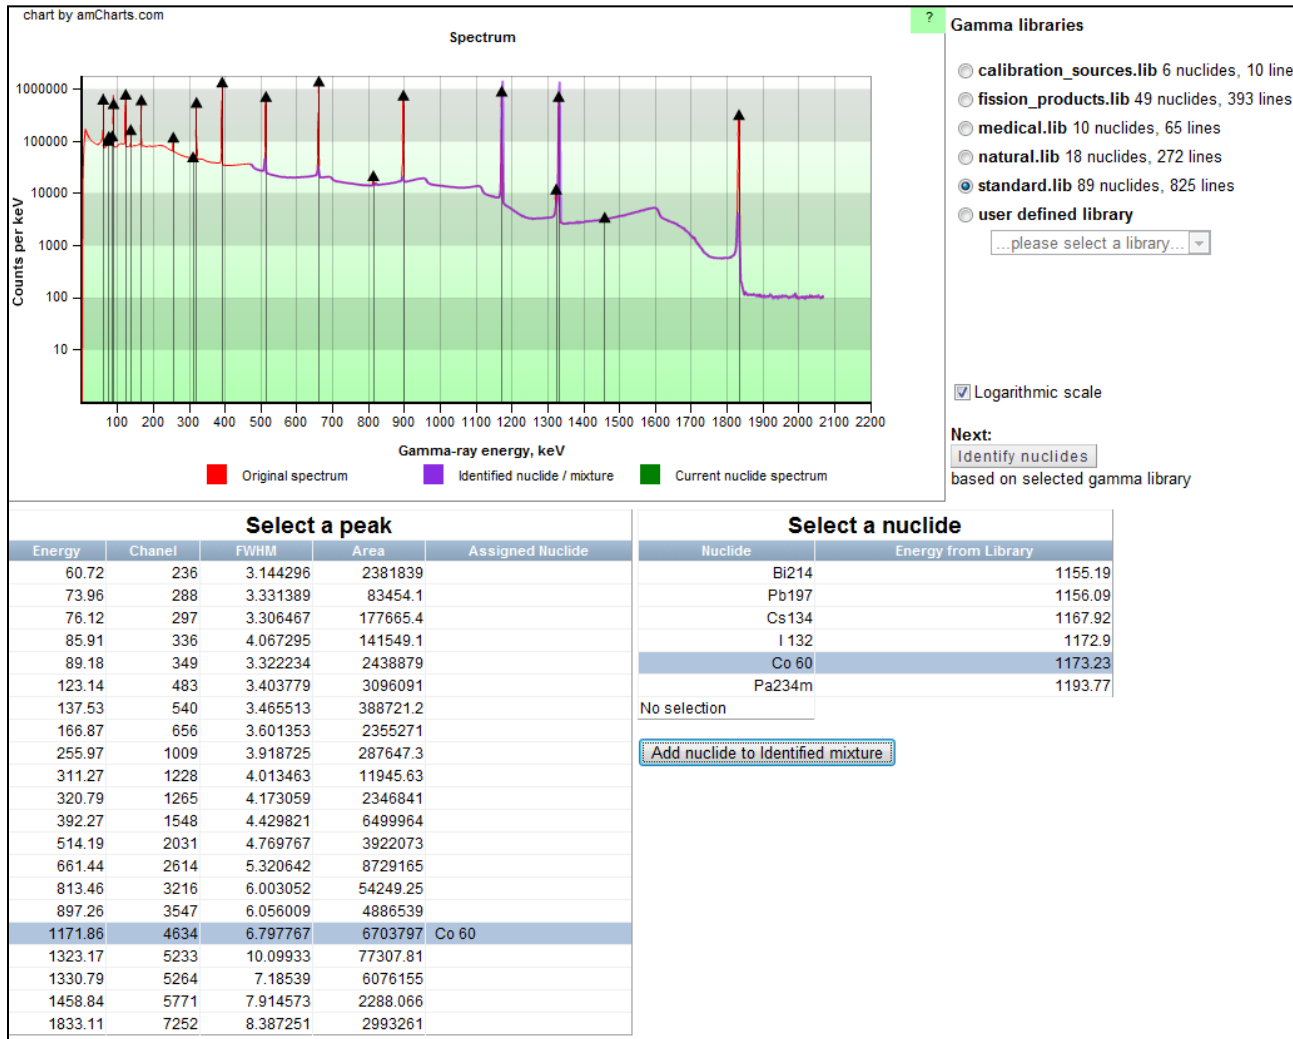 chart by amCharts.com
?
Spectrum
1000000
100000
10000
1000
100
10
Counts per keV
100 200 300 400 500 600 700 800 900 1000 1100 1200 1300 1400 1500 1600 1700 1800 1900 2000 2100 2200
Gamma-ray energy, keV
Original spectrum Identified nuclide / mixture Current nuclide spectrum
Gamma libraries
calibration_sources.lib 6 nuclides, 10 line
fission_products.lib 49 nuclides, 393 lines
medical.lib 10 nuclides, 65 lines
natural.lib 18 nuclides, 272 lines
standard.lib 89 nuclides, 825 lines
user defined library
...please select a library...
Logarithmic scale
Next:
Identify nuclides
based on selected gamma library
Select a peak
Energy Chanel FWHM Area Assigned Nuclide
60.72 236 3.144296 2381839
73.96 288 3.331389 83454.1
76.12 297 3.306467 177665.4
85.91 336 4.067295 141549.1
89.18 349 3.322234 2438879
123.14 483 3.403779 3096091
137.53 540 3.465513 388721.2
166.87 656 3.601353 2355271
255.97 1009 3.918725 287647.3
311.27 1228 4.013463 11945.63
320.79 1265 4.173059 2346841
392.27 1548 4.429821 6499964
514.19 2031 4.769767 3922073
661.44 2614 5.320642 8729165
813.46 3216 6.003052 54249.25
897.26 3547 6.056009 4886539
1171.86 4634 6.797767 6703797 Co 60
1323.17 5233 10.09933 77307.81
1330.79 5264 7.18539 6076155
1458.84 5771 7.914573 2288.066
1833.11 7252 8.387251 2993261
Select a nuclide
Nuclide Energy from Library
Bi214 1155.19
Pb197 1156.09
Cs134 1167.92
I 132 1172.9
Co 60 1173.23
Pa234m 1193.77
No selection
Add nuclide to Identified mixture